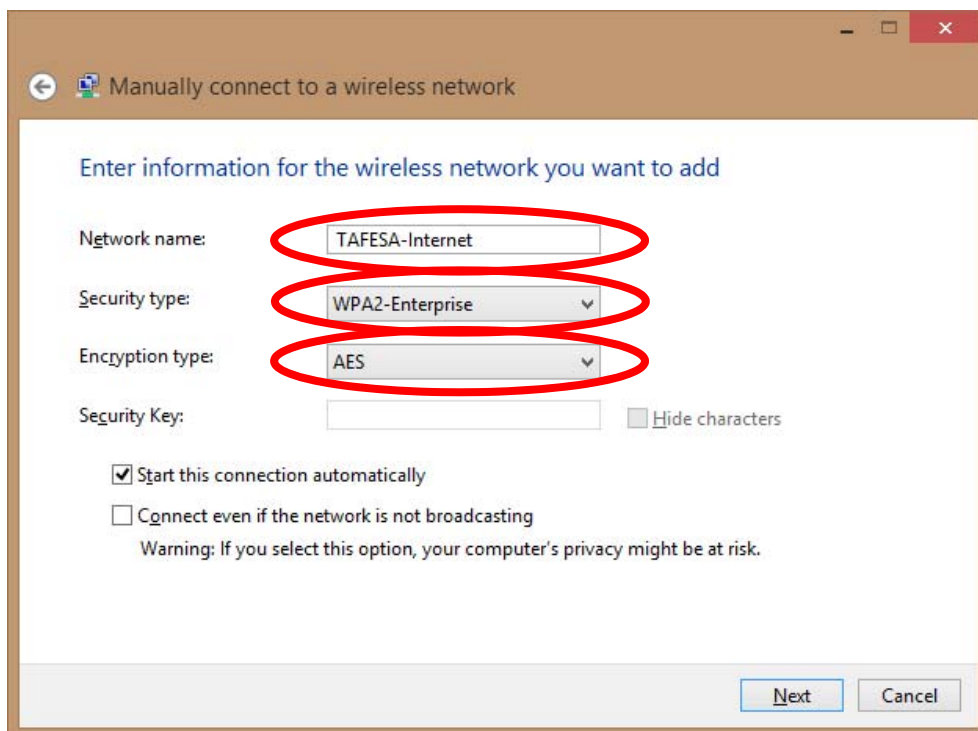 Manually connect to a wireless network
Enter information for the wireless network you want to add
Network name: TAFESA-Internet
Security type: WPA2-Enterprise
Encryption type: AES
Security Key: Hide characters
Start this connection automatically
Connect even if the network is not broadcasting
Warning: If you select this option, your computer's privacy might be at risk.
Next Cancel